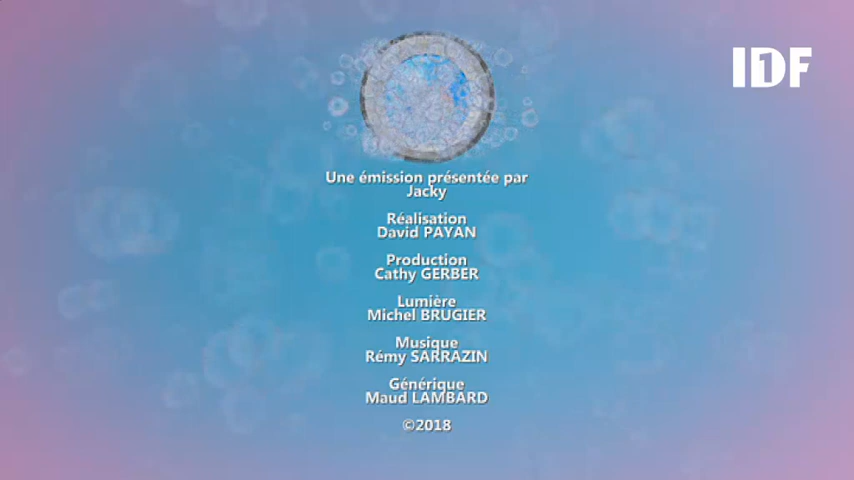 IDF1
Une émission présentée par
Jacky
Réalisation
David PAYAN
Production
Cathy GERBER
Lumière
Michel BRUGIER
Musique
Rémy SARRAZIN
Générique
Maud LAMBARD
©2018